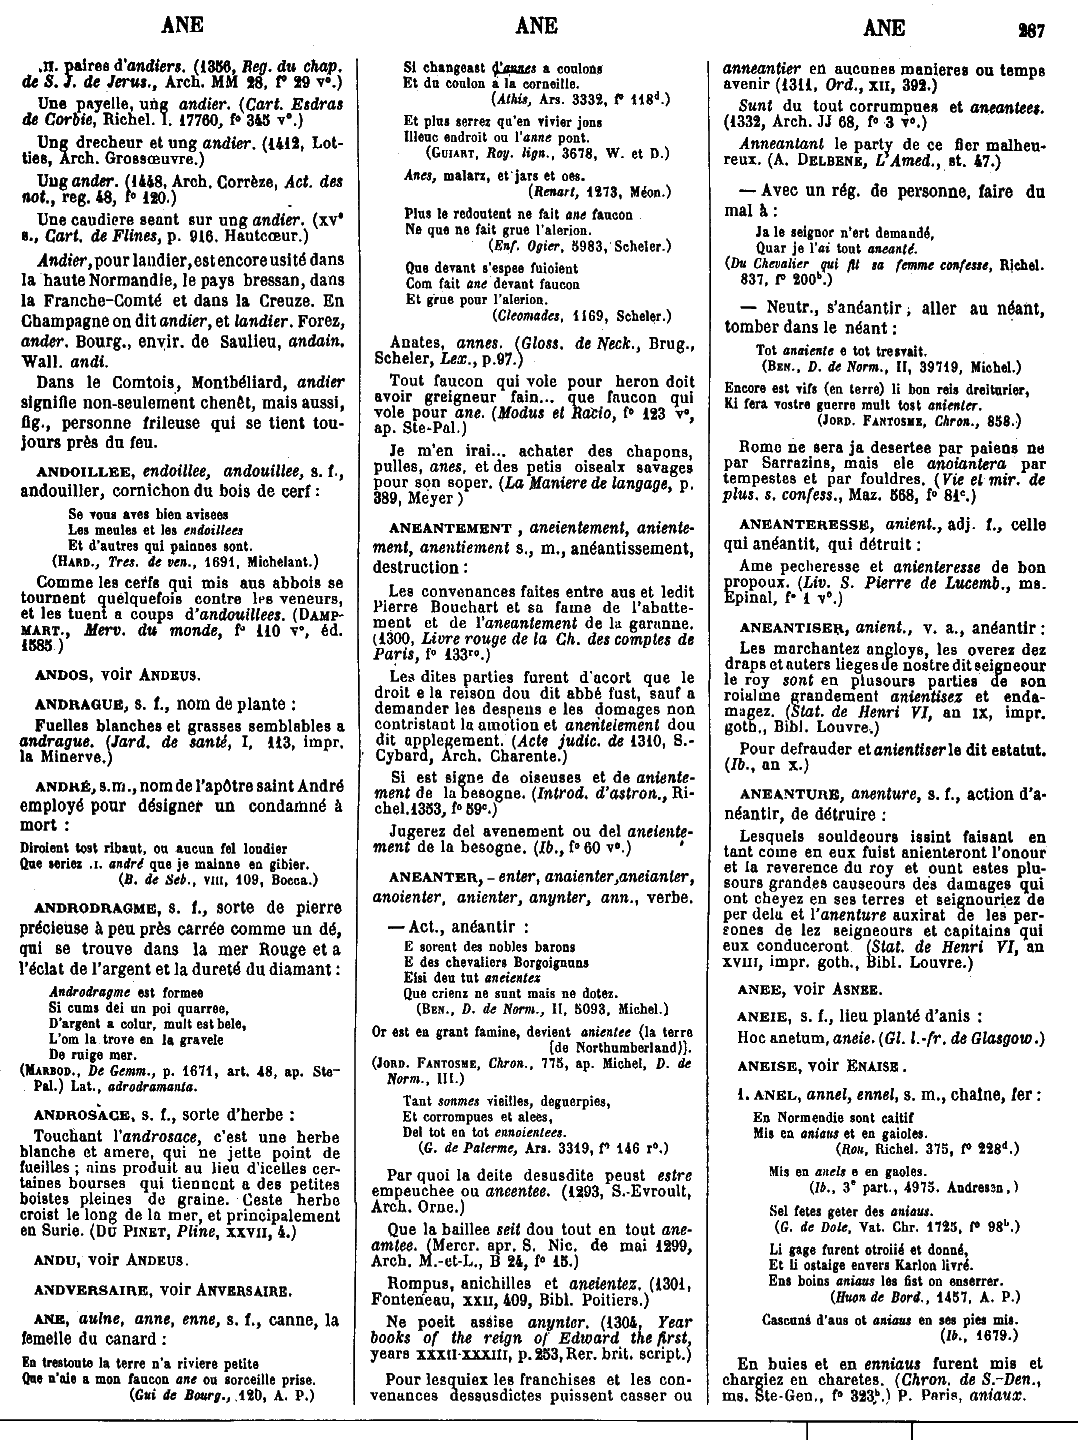 ANE ANE ANE 287
.II. paires d'andiers. (1356, Reg. du chap.
de S. J. de Jerus., Arch. MM 28, f° 29 v°.)
Une payelle, ung andier. (Cart. Esdras
de Corbie, Richel. l. 17760, f° 345 v°.)
Ung drecheur et ung andier. (1412, Lot-
ties, Arch. Grossœuvre.)
Ung ander. (1448, Arch. Corrèze, Act. des
not., reg. 48, f° 120.)
Une caudiere seant sur ung andier. (xv°
s., Cart. de Flines, p. 916. Hautcœur.)
Andier, pour landier, est encore usité dans
la haute Normandie, le pays bressan, dans
la Franche-Comté et dans la Creuze. En
Champagne on dit andier, et landier. Forez,
ander. Bourg., envir. de Saulieu, andain.
Wall. andi.
Dans le Comtois, Montbéliard, andier
signifie non-seulement chenêt, mais aussi,
fig., personne frileuse qui se tient tou-
jours près du feu.
ANDOILLEE, endoillee, andouillee, s. f.,
andouiller, cornichon du bois de cerf :
Se vous aves bien avisees
Les meules et les endoillees
Et d'autres qui painnes sont.
(HARD., Tres. de ven., 1691, Michelant.)
Comme les cerfs qui mis aus abbois se
tournent quelquefois contre les veneurs,
et les tuent a coups d'andouillees. (DAMP-
MART., Merv. du monde, f° 110 v°, éd.
1585.)
ANDOS, voir ANDEUS.
ANDRAGUE, s. f., nom de plante :
Fuelles blanches et grasses semblables a
andrague. (Jard. de santé, I, 113, impr.
la Minerve.)
ANDRÉ, s. m., nom de l'apôtre saint André
employé pour désigner un condamné à
mort :
Diroient tost ribaut, ou aucun fel loudier
Que seriez .I. andré que je mainne en gibier.
(B. de Seb., VIII, 109, Bocca.)
ANDRODRAGME, s. f., sorte de pierre
précieuse à peu près carrée comme un dé,
qui se trouve dans la mer Rouge et a
l'éclat de l'argent et la dureté du diamant :
Androdragme est formee
Si cums dei un poi quarree,
D'argent a colur, mult est bele,
L'om la trove en la gravele
De ruige mer.
(MARBOD., De Gemm., p. 1671, art. 48, ap. Ste-
Pal.) Lat., adrodramanta.
ANDROSACE, s. f., sorte d'herbe :
Touchant l'androsace, c'est une herbe
blanche et amere, qui ne jette point de
fueilles ; ains produit au lieu d'icelles cer-
taines bourses qui tiennent a des petites
boistes pleines de graine. Ceste herbe
croist le long de la mer, et principalement
en Surie. (DU PINET, Pline, XXVII, 4.)
ANDU, voir ANDEUS.
ANDVERSAIRE, voir ANVERSAIRE.
ANE, aulne, anne, enne, s. f., canne, la
femelle du canard :
En trestoute la terre n'a riviere petite
Que n'aie a mon faucon ane ou sorceille prise.
(Gui de Bourg., 120, A. P.)
Si changeast d'annes a coulons
Et du coulon a la corneille.
(Athis, Ars. 3332, f° 118d.)
Et plus serrez qu'en vivier jons
Illeuc endroit ou l'anne pont.
(GUIART, Roy. lign., 3678, W. et D.)
Anes, malarz, et jars et oes.
(Renart, 1273, Méon.)
Plus le redoutent ne fait ane faucon
Ne que ne fait grue l'alerion.
(Enf. Ogier, 5983, Scheler.)
Que devant s'espee fuioient
Com fait ane devant faucon
Et grue pour l'alerion.
(Cleomades, 1169, Scheler.)
Anates, annes. (Gloss. de Neck., Brug.,
Scheler, Lex., p. 97.)
Tout faucon qui vole pour heron doit
avoir greigneur fain... que faucon qui
vole pour ane. (Modus et Racio, f° 123 v°,
ap. Ste-Pal.)
Je m'en irai... achater des chapons,
pulles, anes, et des petis oisealx savages
pour son soper. (La Maniere de langage, p.
389, Meyer)
ANEANTEMENT, aneientement, aniente-
ment, anentiement s., m., anéantissement,
destruction :
Les convenances faites entre aus et ledit
Pierre Bouchart et sa fame de l'abatte-
ment et de l'aneantement de la garanne.
(1300, Livre rouge de la Ch. des comptes de
Paris, f° 133ro.)
Les dites parties furent d'acort que le
droit e la reison dou dit abbé fust, sauf a
demander les despens e les domages non
contristant la amotion et anenteiement dou
dit applegement. (Acte judic. de 1310, S.-
Cybard, Arch. Charente.)
Si est signe de oiseuses et de aniente-
ment de la besogne. (Introd. d'astron., Ri-
chel. 1353, f° 59c.)
Jugerez del avenement ou del aneiente-
ment de la besogne. (Ib., f° 60 v°.)
ANEANTER, - enter, anaienter, aneianter,
anoienter, anienter, anynter, ann., verbe.
— Act., anéantir :
E sorent des nobles barons
E des chevaliers Borgoignuns
Eisi deu tut aneientez
Que crienz ne sunt mais ne dotez.
(BEN., D. de Norm., II, 5093, Michel.)
Or est en grant famine, devient anientee (la terre
[de Northumberland)].
(JORD. FANTOSME, Chron., 775, ap. Michel, D. de
Norm., III.)
Tant sonmes vieilles, deguerpies,
Et corrompues et alees,
Del tot en tot ennoientees.
(G. de Palerme, Ars. 3319, f° 146 r°.)
Par quoi la deite desusdite peust estre
empeuchee ou aneentee. (1293, S.-Evroult,
Arch. Orne.)
Que la baillee seit dou tout en tout ane-
amtee. (Mercr. apr. S. Nic. de mai 1299,
Arch. M.-et-L., B 24, f° 15.)
Rompus, anichilles et aneientez. (1301,
Fonteneau, XXII, 409, Bibl. Poitiers.)
Ne poeit assise anynter. (1304, Year
books of the reign of Edward the first,
years XXXII-XXXIII, p. 253, Rer. brit. script.)
Pour lesquiex les franchises et les con-
venances dessusdictes puissent casser ou
anneantier en aucunes manieres ou temps
avenir (1311, Ord., XII, 392.)
Sunt du tout corrumpues et aneantees.
(1332, Arch. JJ 68, f° 3 v°.)
Anneantant le party de ce fier malheu-
reux. (A. DELBENE, L'Amed., st. 47.)
— Avec un rég. de personne, faire du
mal à :
Ja le seignor n'ert demandé,
Quar je l'ai tout aneanté.
(Du Chevalier qui fit sa femme confesse, Richel.
837, f° 200b.)
— Neutr., s'anéantir, aller au néant,
tomber dans le néant :
Tot anaiente e tot tresvait.
(BEN., D. de Norm., II, 39719, Michel.)
Encore est vifs (en terre) li bon reis dreiturier,
Ki fera vostre guerre mult tost anienter.
(JORD. FANTOSME, Chron., 858.)
Rome ne sera ja desertee par paiens ne
par Sarrazins, mais ele anoiantera par
tempestes et par fouldres. (Vie et mir. de
plus. s. confess., Maz. 568, f° 81c.)
ANEANTERESSE, anient., adj. f., celle
qui anéantit, qui détruit :
Ame pecheresse et anienteresse de bon
propoux. (Liv. S. Pierre de Lucemb., ms.
Epinal, f° 1 v°.)
ANEANTISER, anient., v. a., anéantir :
Les marchantez angloys, les overez dez
draps et auters lieges de nostre dit seigneour
le roy sont en plusours parties de son
roialme grandement anientisez et enda-
magez. (Stat. de Henri VI, an IX, impr.
goth., Bibl. Louvre.)
Pour defrauder et anientiser le dit estatut.
(Ib., an X.)
ANEANTURE, anenture, s. f., action d'a-
néantir, de détruire :
Lesquels souldeours issint faisant en
tant come en eux fuist anienteront l'onour
et la reverence du roy et ount estes plu-
sours grandes causeours des damages qui
ont cheyez en ses terres et seignouriez de
per dela et l'anenture auxirat de les per-
sones de lez seigneours et capitains qui
eux conduceront. (Stat. de Henri VI, an
XVIII, impr. goth., Bibl. Louvre.)
ANEE, voir ASNEE.
ANEIE, s. f., lieu planté d'anis :
Hoc anetum, aneie. (Gl. l.-fr. de Glasgow.)
ANEISE, voir ENAISE.
1. ANEL, annel, ennel, s. m., chaîne, fer :
En Normendie sont caitif
Mis en aniaus et en gaioles.
(Rou, Richel. 375, f° 228d.)
Mis en anels e en gaoles.
(Ib., 3e part., 4975. Andresen.)
Sel fetes geter des aniaus.
(G. de Dole, Vat. Chr. 1725, f° 98b.)
Li gage furent otroiié et donné,
Et li ostaige envers Karlon livré.
Ens boins aniaus les fist on enserrer.
(Huon de Bord., 1457, A. P.)
Cascuns d'aus ot aniaus en ses pies mis.
(Ib., 1679.)
En buies et en enniaus furent mis et
chargiez en charetes. (Chron. de S.-Den.,
ms. Ste-Gen., f° 323b.) P. Paris, aniaux.